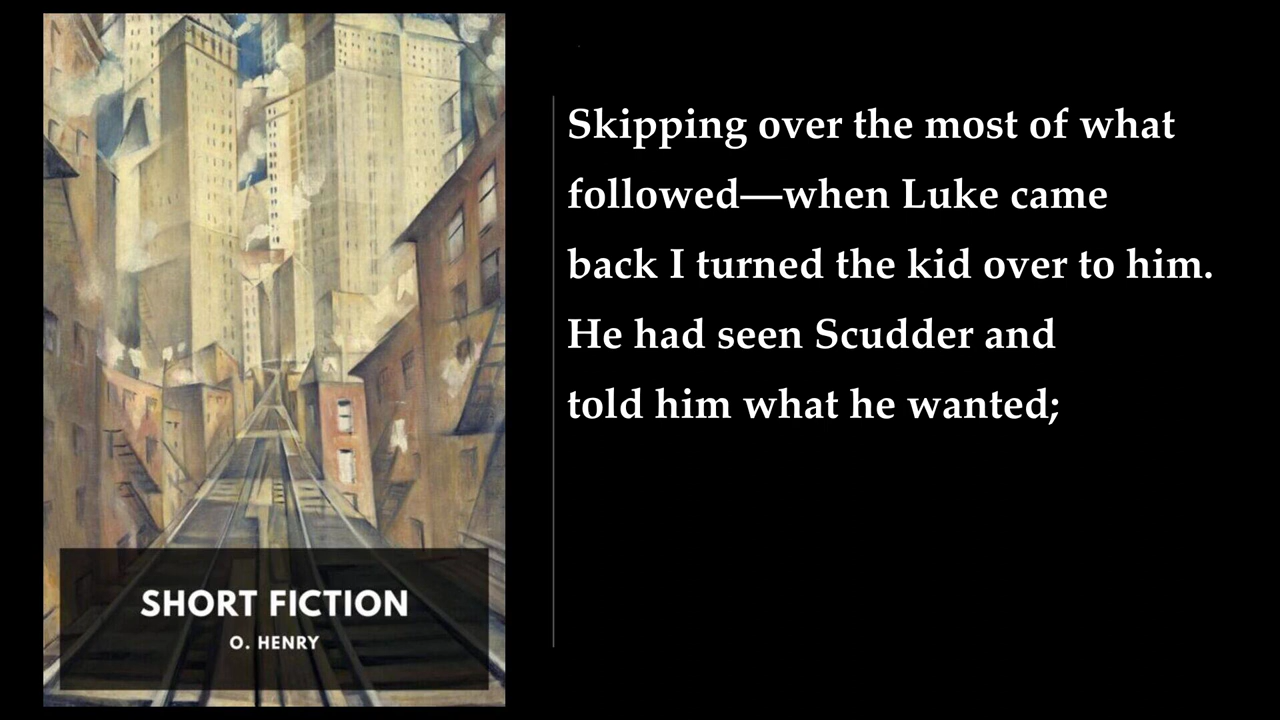 SHORT FICTION
O. HENRY
Skipping over the most of what
followed—when Luke came
back I turned the kid over to him.
He had seen Scudder and
told him what he wanted;